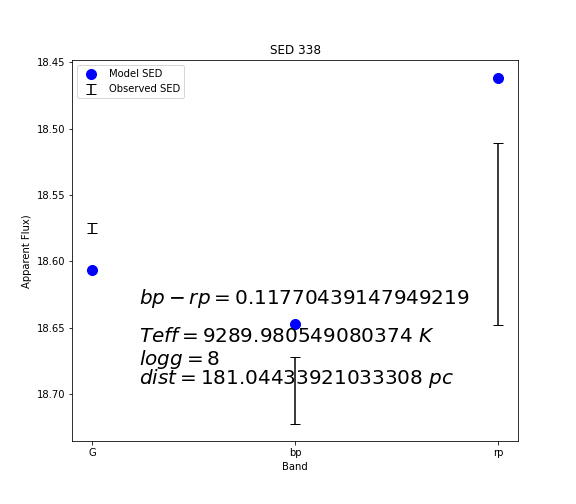 SED 338
18.45
Model SED
Observed SED
18.50
18.55
18.60
18.65
18.70
Apparent Flux)
bp − rp = 0.11770439147949219
Teff = 9289.980549080374 K
logg = 8
dist = 181.04433921033308 pc
G
bp
rp
Band